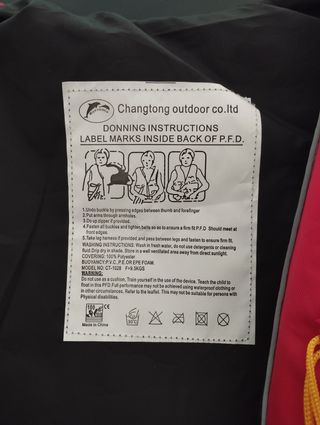 Changtong outdoor co.ltd
DONNING INSTRUCTIONS
LABEL MARKS INSIDE BACK OF P.F.D.
1.Undo buckle by pressing edges between thumb and forefinger
2.Put arms through armholes.
3.Do up zipper if provided.
4.Fasten all buckles and tighten belts so as to ensure a firm fit P.F.D Should meet at
front edges.
5.Take leg harness if provided and pass between legs and fasten to ensure firm fit.
WASHING INSTRUCTIONS: Wash in fresh water, do not use detergents or cleaning
fluid Drip dry in shade. Store in a well ventilated area away from direct sunlight.
COVERING: 100% Polyester
BUOYANCY:P.V.C, P.E,OR EPE FOAM.
MODEL NO: CT-1028 F>9.5KGS
WARNING:
Do not use as a cushion, Train yourself in the use of the device. Teach the child to
float in this PFD.Full performance may not be achieved using waterproof clothing or
in other circumstances. Refer to the leaflet. This may not be suitable for persons with
Physical disabilities.
100
Made in China